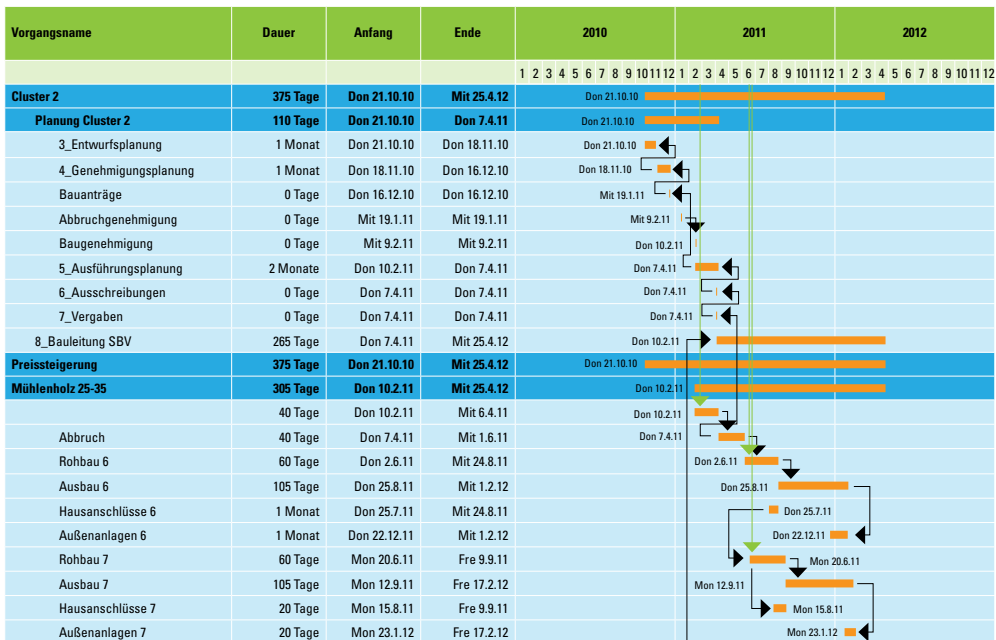 Vorgangsname Dauer Anfang Ende 2010 2011 2012
1 2 3 4 5 6 7 8 9 10 11 12 1 2 3 4 5 6 7 8 9 10 11 12 1 2 3 4 5 6 7 8 9 10 11 12
Cluster 2 375 Tage Don 21.10.10 Mit 25.4.12 Don 21.10.10
Planung Cluster 2 110 Tage Don 21.10.10 Don 7.4.11 Don 21.10.10
3_Entwurfsplanung 1 Monat Don 21.10.10 Don 18.11.10 Don 21.10.10
4_Genehmigungsplanung 1 Monat Don 18.11.10 Don 16.12.10 Don 18.11.10
Bauanträge 0 Tage Don 16.12.10 Don 16.12.10 Mit 19.1.11
Abbruchgenehmigung 0 Tage Mit 19.1.11 Mit 19.1.11 Mit 9.2.11
Baugenehmigung 0 Tage Mit 9.2.11 Mit 9.2.11 Don 10.2.11
5_Ausführungsplanung 2 Monate Don 10.2.11 Don 7.4.11 Don 7.4.11
6_Ausschreibungen 0 Tage Don 7.4.11 Don 7.4.11 Don 7.4.11
7_Vergaben 0 Tage Don 7.4.11 Don 7.4.11 Don 7.4.11
8_Bauleitung SBV 265 Tage Don 7.4.11 Mit 25.4.12 Don 10.2.11
Preissteigerung 375 Tage Don 21.10.10 Mit 25.4.12 Don 21.10.10
Mühlenholz 25-35 305 Tage Don 10.2.11 Mit 25.4.12 Don 10.2.11
40 Tage Don 10.2.11 Mit 6.4.11 Don 10.2.11
Abbruch 40 Tage Don 7.4.11 Mit 1.6.11 Don 7.4.11
Rohbau 6 60 Tage Don 2.6.11 Mit 24.8.11 Don 2.6.11
Ausbau 6 105 Tage Don 25.8.11 Mit 1.2.12 Don 25.8.11
Hausanschlüsse 6 1 Monat Don 25.7.11 Mit 24.8.11 Don 25.7.11
Außenanlagen 6 1 Monat Don 22.12.11 Mit 1.2.12 Don 22.12.11
Rohbau 7 60 Tage Mon 20.6.11 Fre 9.9.11 Mon 20.6.11
Ausbau 7 105 Tage Mon 12.9.11 Fre 17.2.12 Mon 12.9.11
Hausanschlüsse 7 20 Tage Mon 15.8.11 Fre 9.9.11 Mon 15.8.11
Außenanlagen 7 20 Tage Mon 23.1.12 Fre 17.2.12 Mon 23.1.12